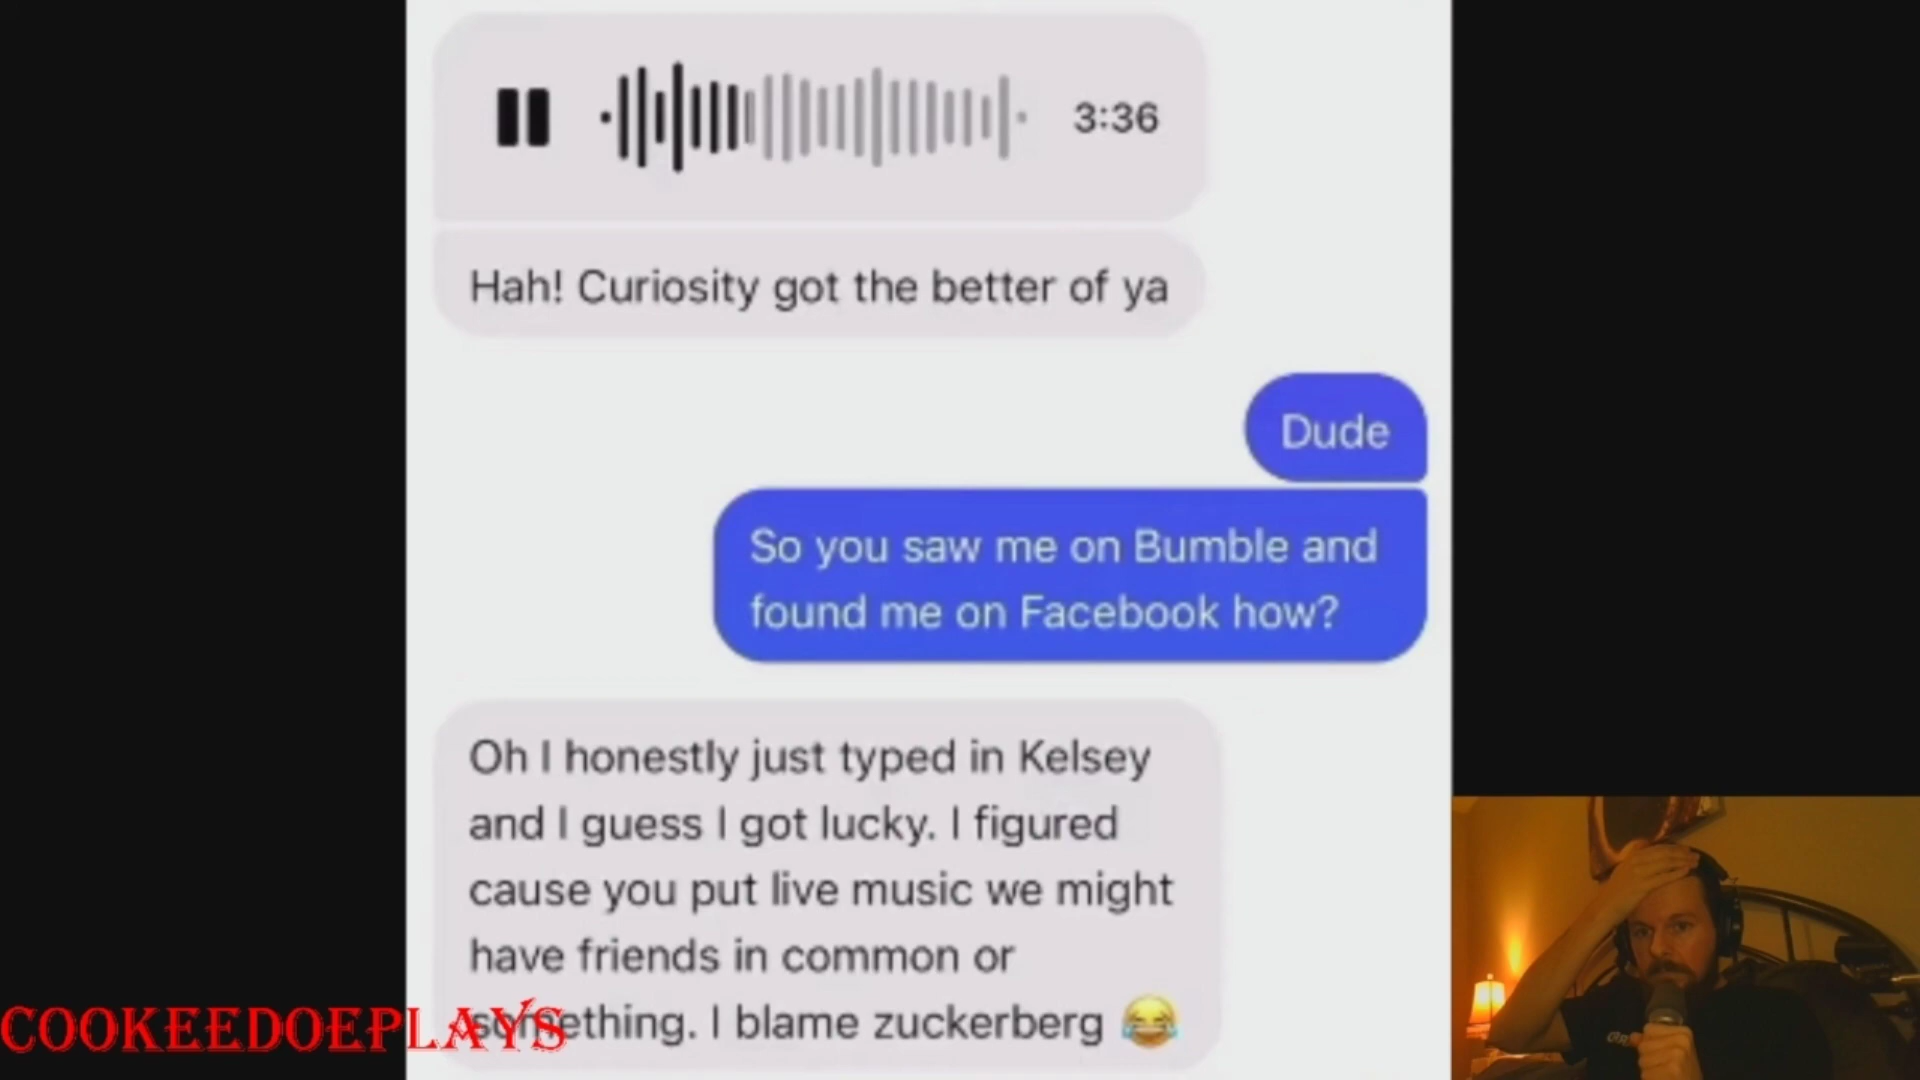 3:36
Hah! Curiosity got the better of ya
Dude
So you saw me on Bumble and
found me on Facebook how?
Oh I honestly just typed in Kelsey
and I guess I got lucky. I figured
cause you put live music we might
have friends in common or
something. I blame zuckerberg 😂
COOKEEDOEPLAYS